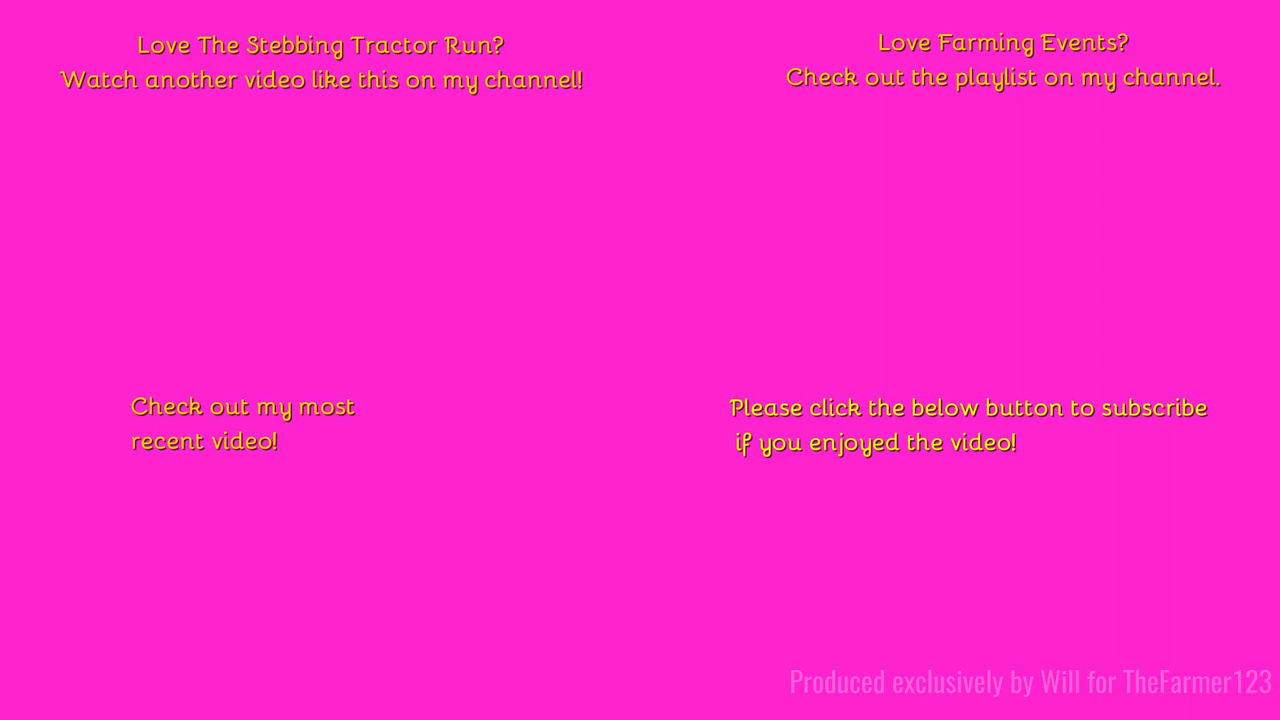 Love The Stebbing Tractor Run?
Watch another video like this on my channel!
Love Farming Events?
Check out the playlist on my channel.
Check out my most
recent video!
Please click the below button to subscribe
if you enjoyed the video!
Produced exclusively by Will for TheFarmer123